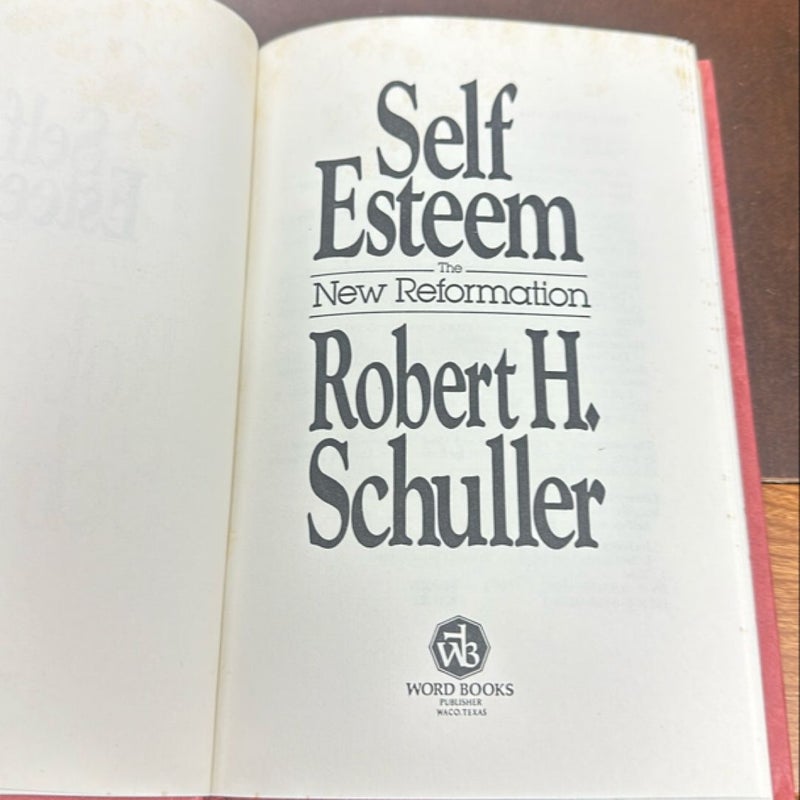 Self
Esteem
The
New Reformation
Robert H.
Schuller
WB
WORD BOOKS
PUBLISHER
WACO, TEXAS